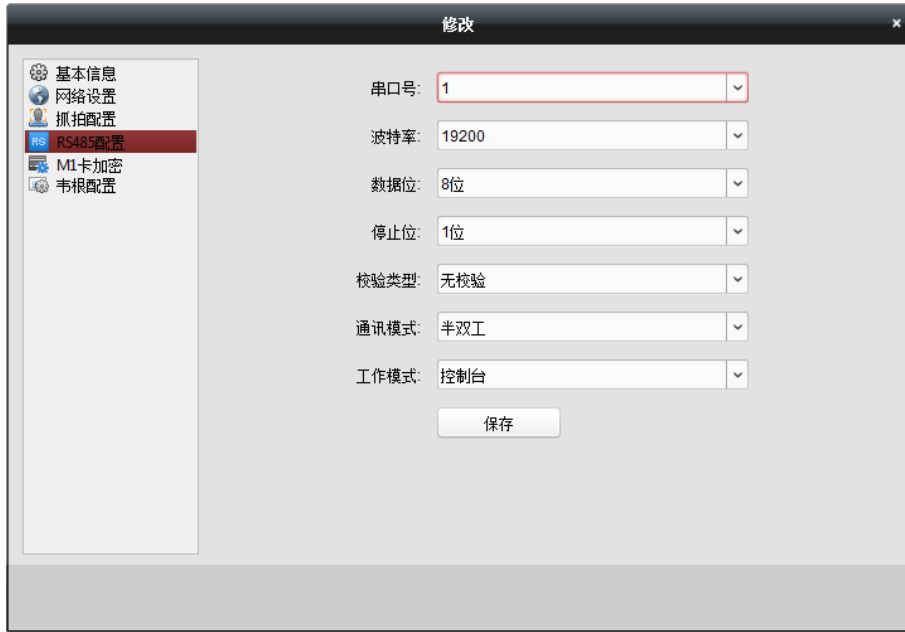 修改
×
基本信息
网络设置
抓拍配置
RS RS485配置
M1卡加密
韦根配置
串口号: 1
波特率: 19200
数据位: 8位
停止位: 1位
校验类型: 无校验
通讯模式: 半双工
工作模式: 控制台
保存